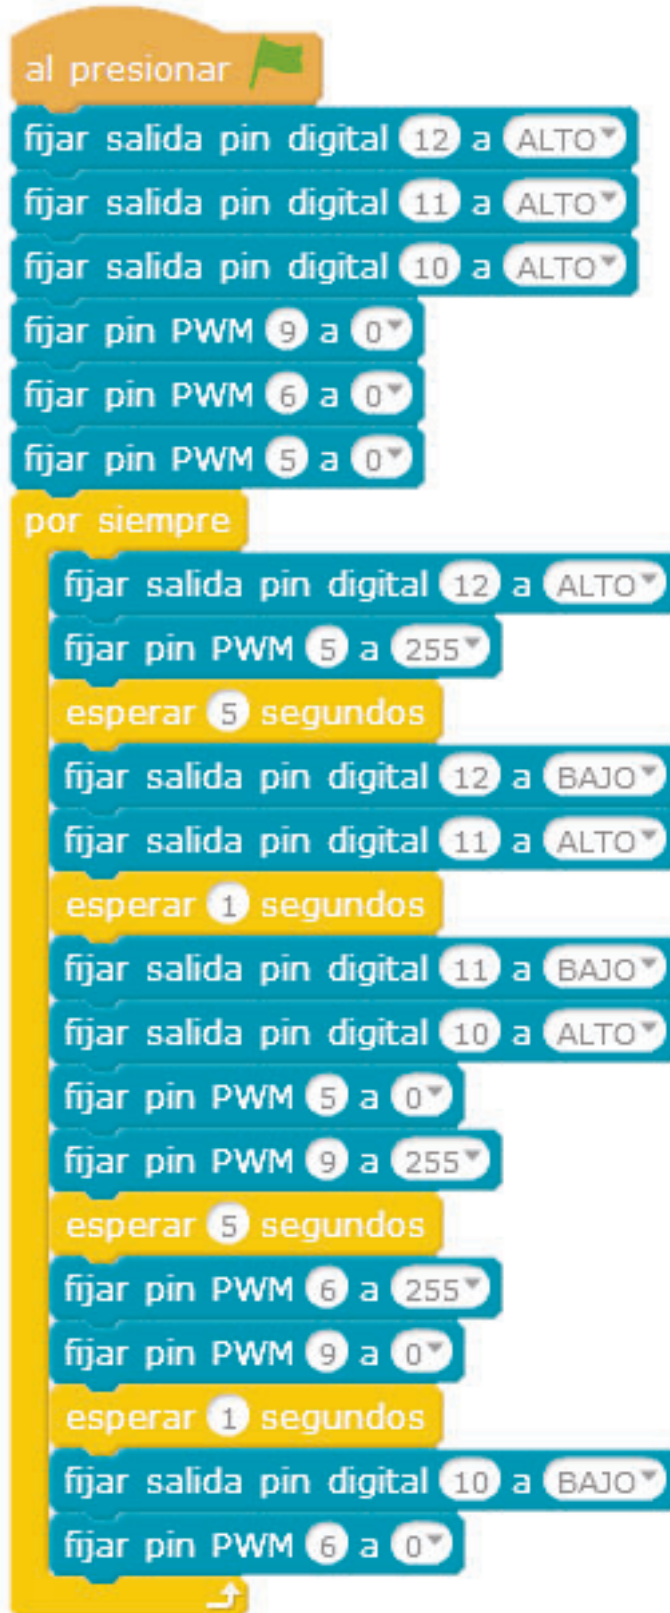 al presionar
fijar salida pin digital 12 a ALTO
fijar salida pin digital 11 a ALTO
fijar salida pin digital 10 a ALTO
fijar pin PWM 9 a 0
fijar pin PWM 6 a 0
fijar pin PWM 5 a 0
por siempre
fijar salida pin digital 12 a ALTO
fijar pin PWM 5 a 255
esperar 5 segundos
fijar salida pin digital 12 a BAJO
fijar salida pin digital 11 a ALTO
esperar 1 segundos
fijar salida pin digital 11 a BAJO
fijar salida pin digital 10 a ALTO
fijar pin PWM 5 a 0
fijar pin PWM 9 a 255
esperar 5 segundos
fijar pin PWM 6 a 255
fijar pin PWM 9 a 0
esperar 1 segundos
fijar salida pin digital 10 a BAJO
fijar pin PWM 6 a 0